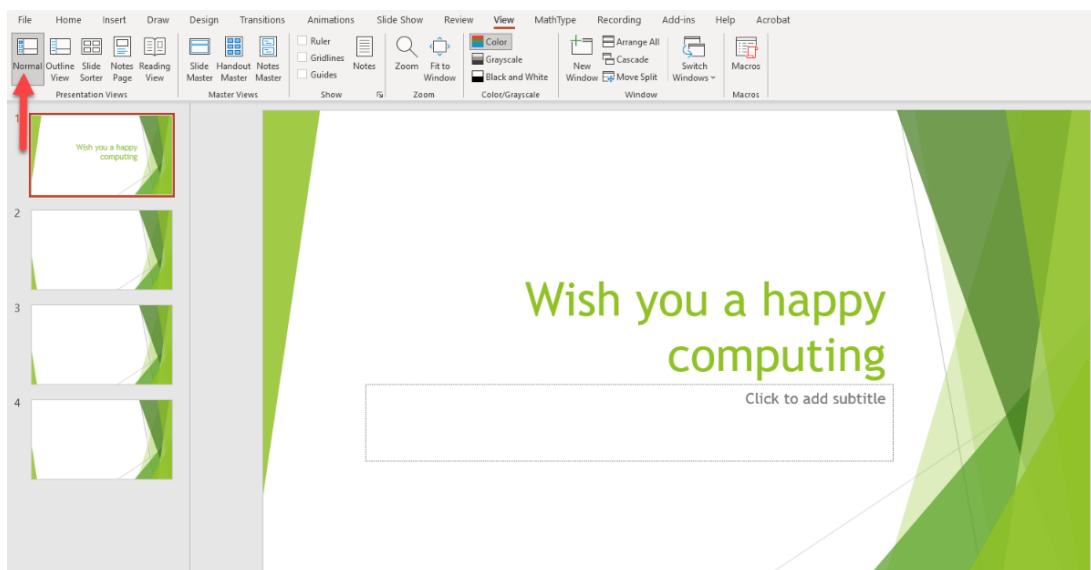 File Home Insert Draw Design Transitions Animations Slide Show Review View MathType Recording Add-ins Help Acrobat
Normal Outline View Slide Sorter Notes Page Reading View
Presentation Views
Slide Master Handout Master Notes Master
Master Views
Ruler
Gridlines
Guides
Notes
Show
Zoom Fit to Window
Zoom
Color
Grayscale
Black and White
Color/Grayscale
New Window
Arrange All
Cascade
Move Split
Switch Windows
Window
Macros
Macros
1
Wish you a happy
computing
2
3
4
Wish you a happy
computing
Click to add subtitle